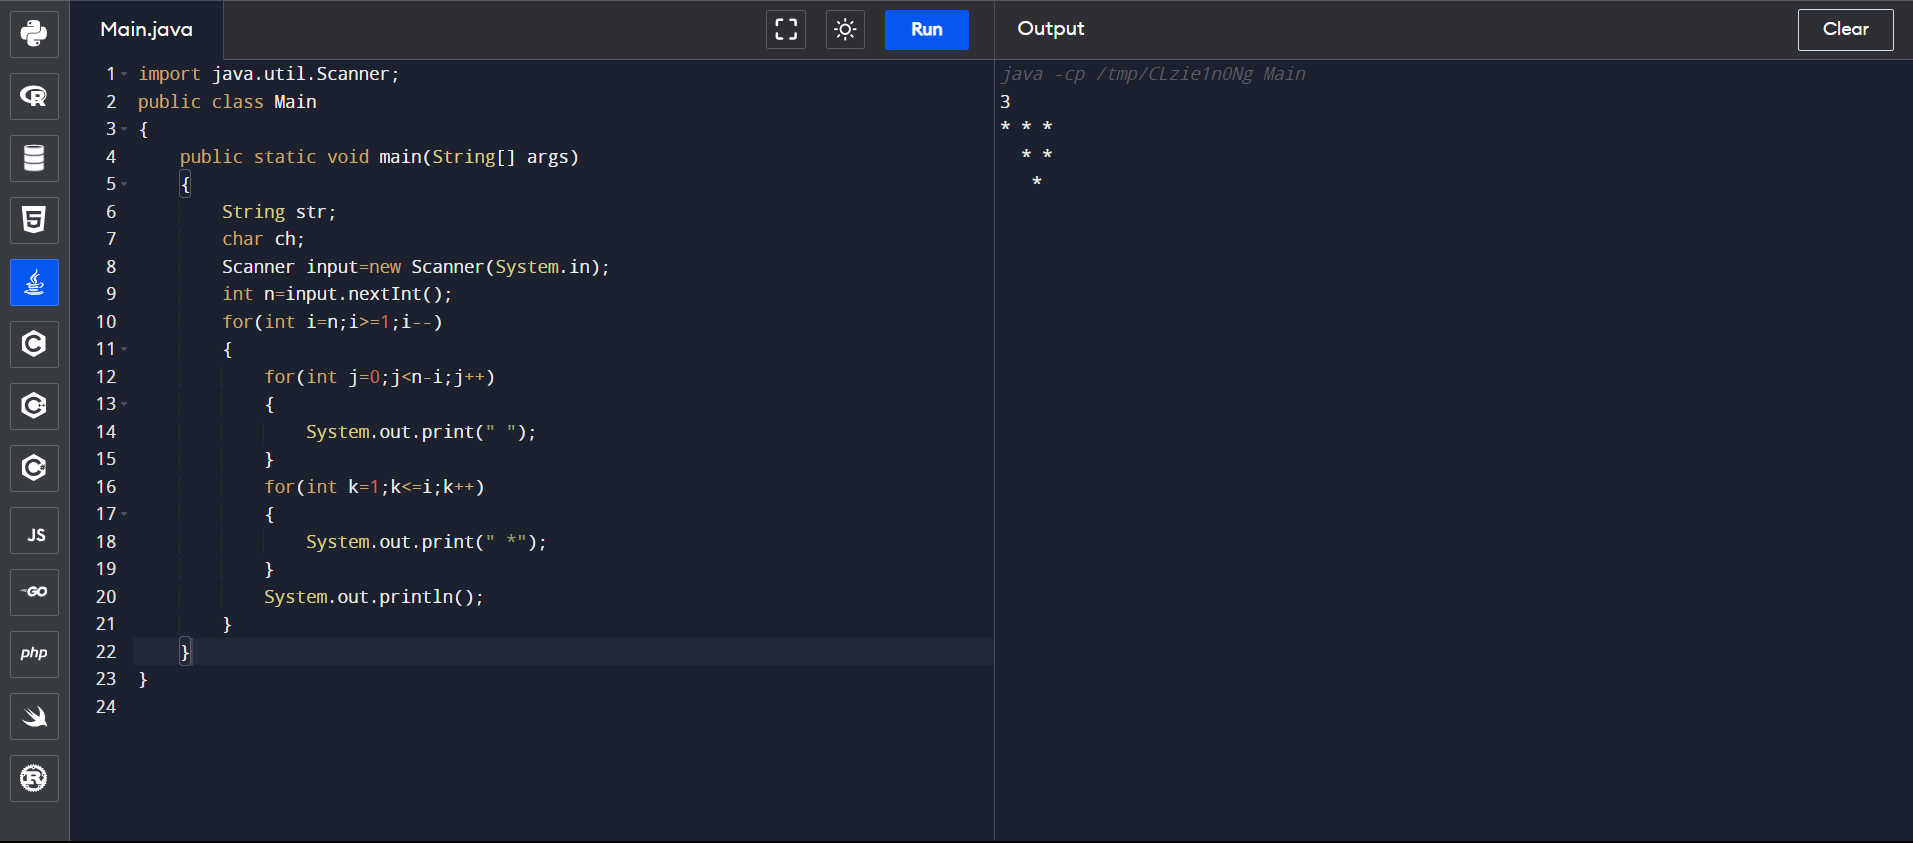 Main.java
Run
Output
Clear
1 import java.util.Scanner;
2 public class Main
3 {
4     public static void main(String[] args)
5     {
6         String str;
7         char ch;
8         Scanner input=new Scanner(System.in);
9         int n=input.nextInt();
10         for(int i=n;i>=1;i--)
11         {
12             for(int j=0;j<n-i;j++)
13             {
14                 System.out.print(" ");
15             }
16             for(int k=1;k<=i;k++)
17             {
18                 System.out.print(" *");
19             }
20             System.out.println();
21         }
22     }
23 }
24
java -cp /tmp/CLzie1n0Ng Main
3
* * *
  * *
   *
R
5
C
C++
C#
JS
GO
php
R